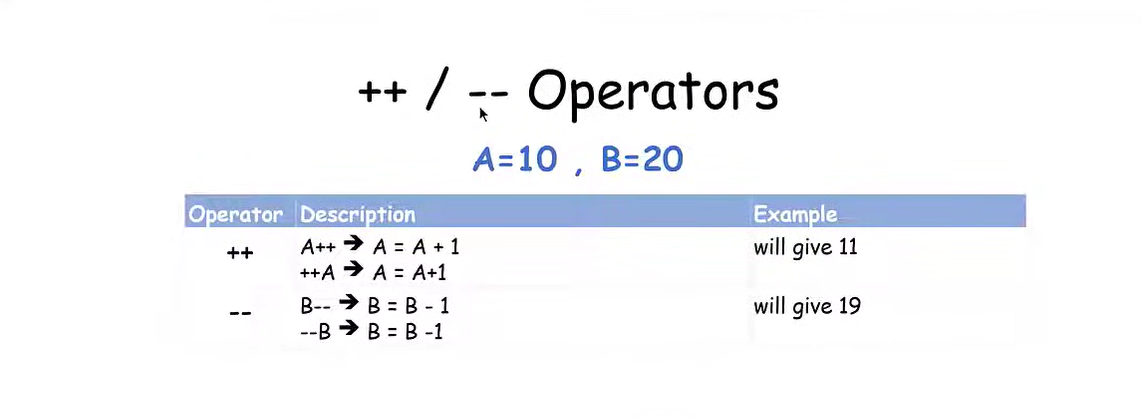 ++ / -- Operators
A=10 , B=20
Operator Description Example
++ A++ ➔ A = A + 1 will give 11
++A ➔ A = A+1
-- B-- ➔ B = B - 1 will give 19
--B ➔ B = B -1